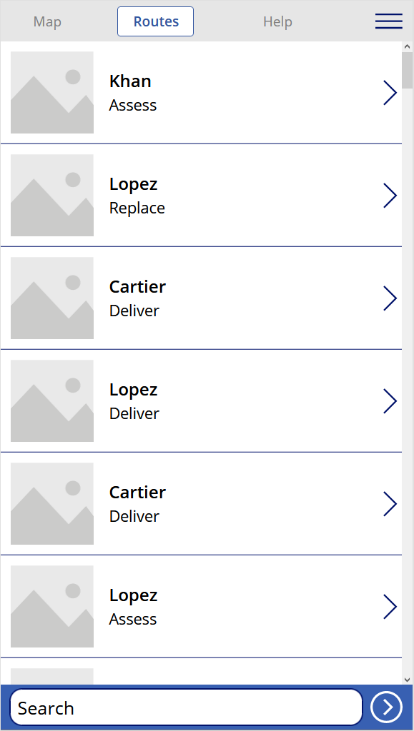 Map Routes Help
Khan
Assess
Lopez
Replace
Cartier
Deliver
Lopez
Deliver
Cartier
Deliver
Lopez
Assess
Search